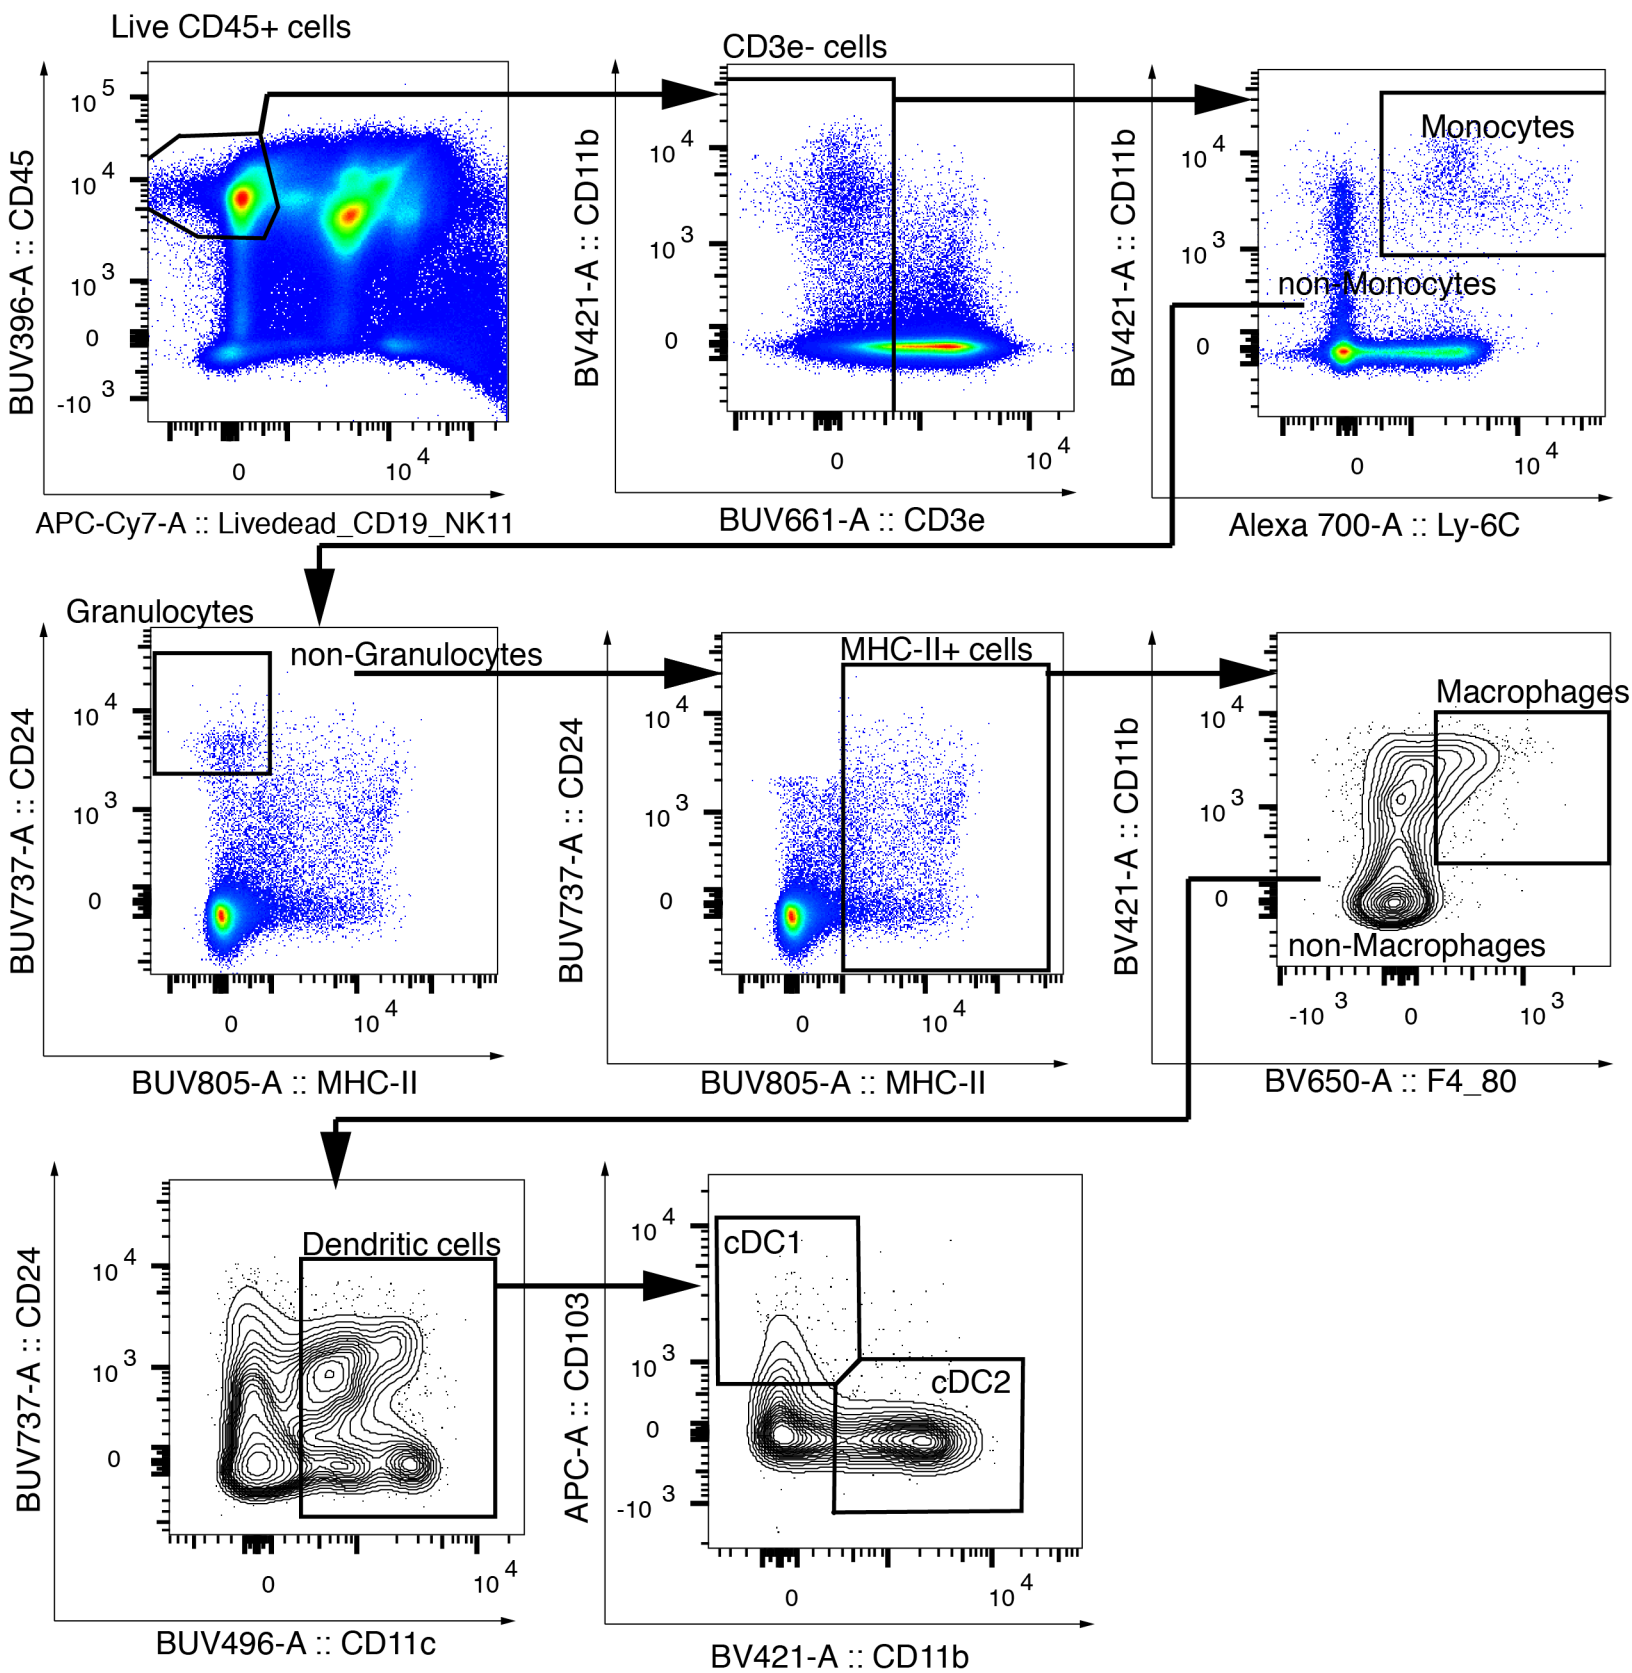 Live CD45+ cells
BUV396-A :: CD45
10 5
10 4
10 3
0
-10 3
0
10 4
APC-Cy7-A :: Livedead_CD19_NK11
CD3e- cells
BV421-A :: CD11b
10 4
10 3
0
0
10 4
BUV661-A :: CD3e
BV421-A :: CD11b
10 4
10 3
0
Monocytes
non-Monocytes
0
10 4
Alexa 700-A :: Ly-6C
Granulocytes
non-Granulocytes
BUV737-A :: CD24
10 4
10 3
0
0
10 4
BUV805-A :: MHC-II
MHC-II+ cells
BUV737-A :: CD24
10 4
10 3
0
0
10 4
BUV805-A :: MHC-II
Macrophages
BV421-A :: CD11b
10 4
10 3
0
non-Macrophages
-10 3
0
10 3
BV650-A :: F4_80
Dendritic cells
BUV737-A :: CD24
10 4
10 3
0
0
10 4
BUV496-A :: CD11c
cDC1
cDC2
APC-A :: CD103
10 4
10 3
0
-10 3
0
10 4
BV421-A :: CD11b